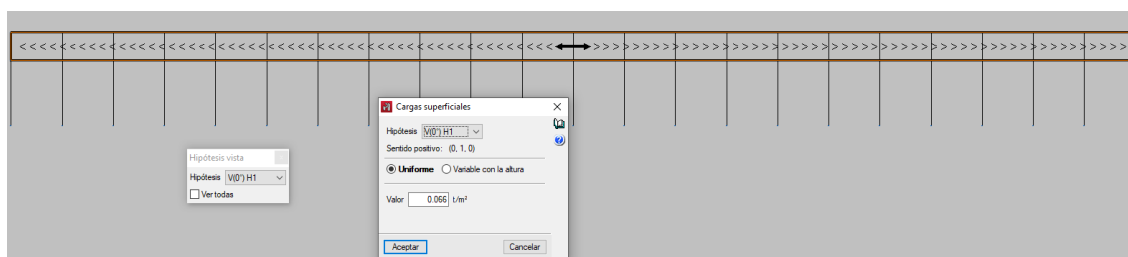 Cargas superficiales
Hipótesis V(0°) H1
Sentido positivo: (0, 1, 0)
Uniforme Variable con la altura
Valor 0.066 t/m²
Aceptar Cancelar
Hipótesis vista
Hipótesis V(0°) H1
Ver todas